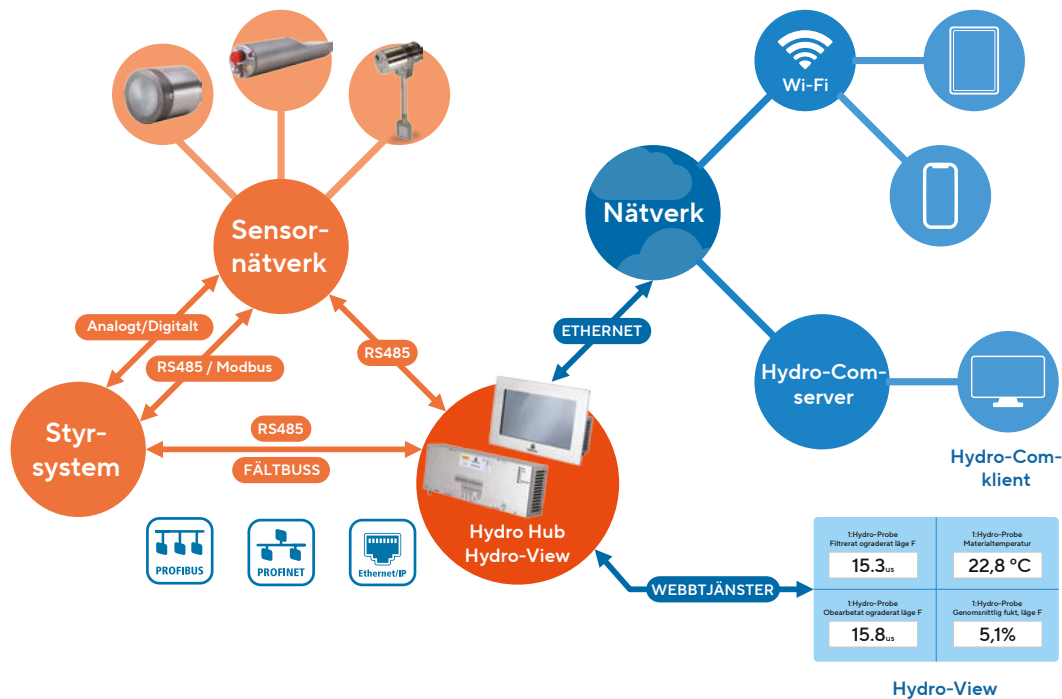 Wi-Fi
Nätverk
Sensor-
nätverk
Analogt/Digitalt
RS485 / Modbus
RS485
ETHERNET
Hydro-Com-
server
Styr-
system
RS485
FÄLTBUSS
Hydro-Com-
klient
PROFIBUS
PROFINET
Ethernet/IP
Hydro Hub
Hydro-View
WEBBTJÄNSTER
1:Hydro-Probe
Filtrerat ograderat läge F
15.3us
1:Hydro-Probe
Materialtemperatur
22,8 °C
1:Hydro-Probe
Obearbetat ograderat läge F
15.8us
1:Hydro-Probe
Genomsnittlig fukt, läge F
5,1%
Hydro-View